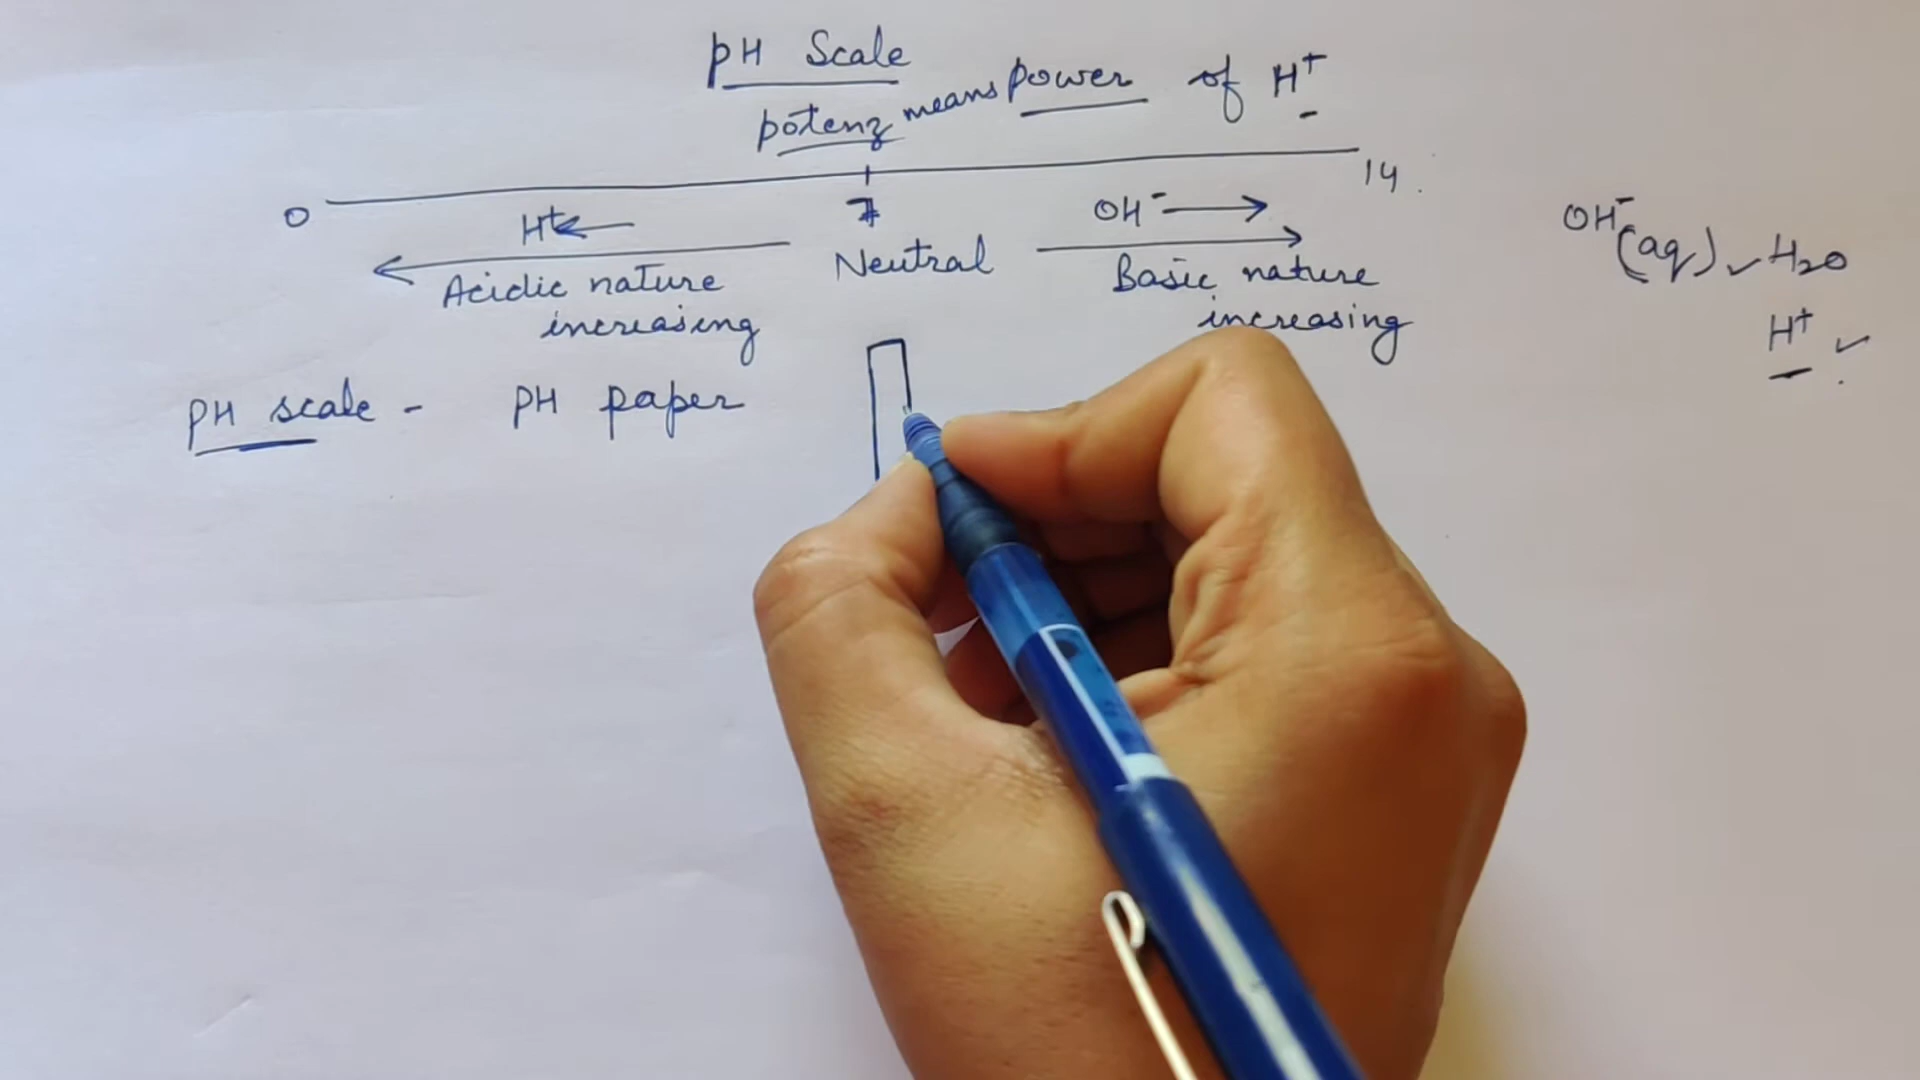 pH Scale
potenz means power of H⁺
0 7 14
H⁺ ← OH⁻ →
Acidic nature increasing
Neutral
Basic nature increasing
OH⁻ (aq) ✓ H₂O
H⁺ ✓
PH scale - PH paper